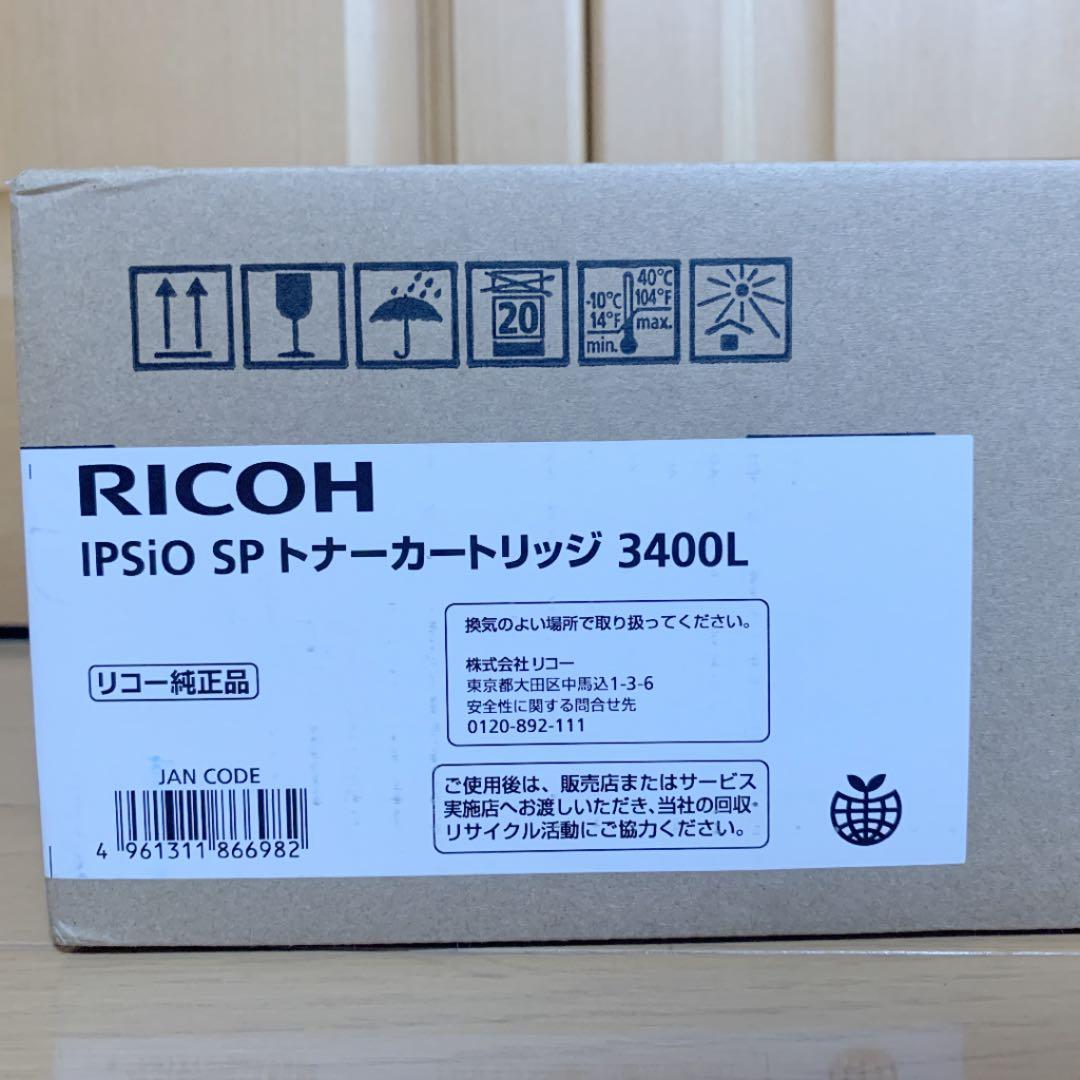 20
-10°C
14°F
min.
40°C
104°F
max.
RICOH
IPSiO SP トナーカートリッジ 3400L
換気のよい場所で取り扱ってください。
リコー純正品
株式会社リコー
東京都大田区中馬込1-3-6
安全性に関する問合せ先
0120-892-111
JAN CODE
4 961311 866982
ご使用後は、販売店またはサービス
実施店へお渡しいただき、当社の回収・
リサイクル活動にご協力ください。